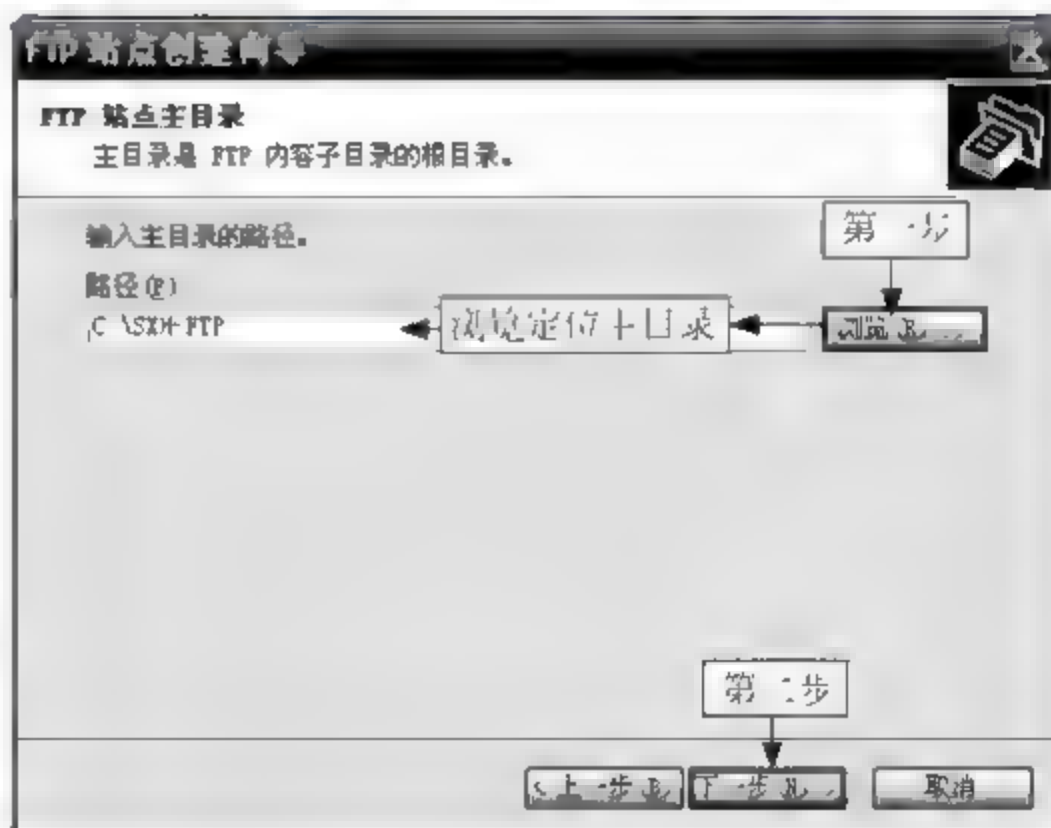 FTP 站点创建向导
FTP 站点主目录
主目录是 FTP 内容子目录的根目录。
输入主目录的路径。
第一步
路径(P)
浏览定位主目录
浏览(R)...
第二步
< 上一步(B)
下一步(N) >
取消